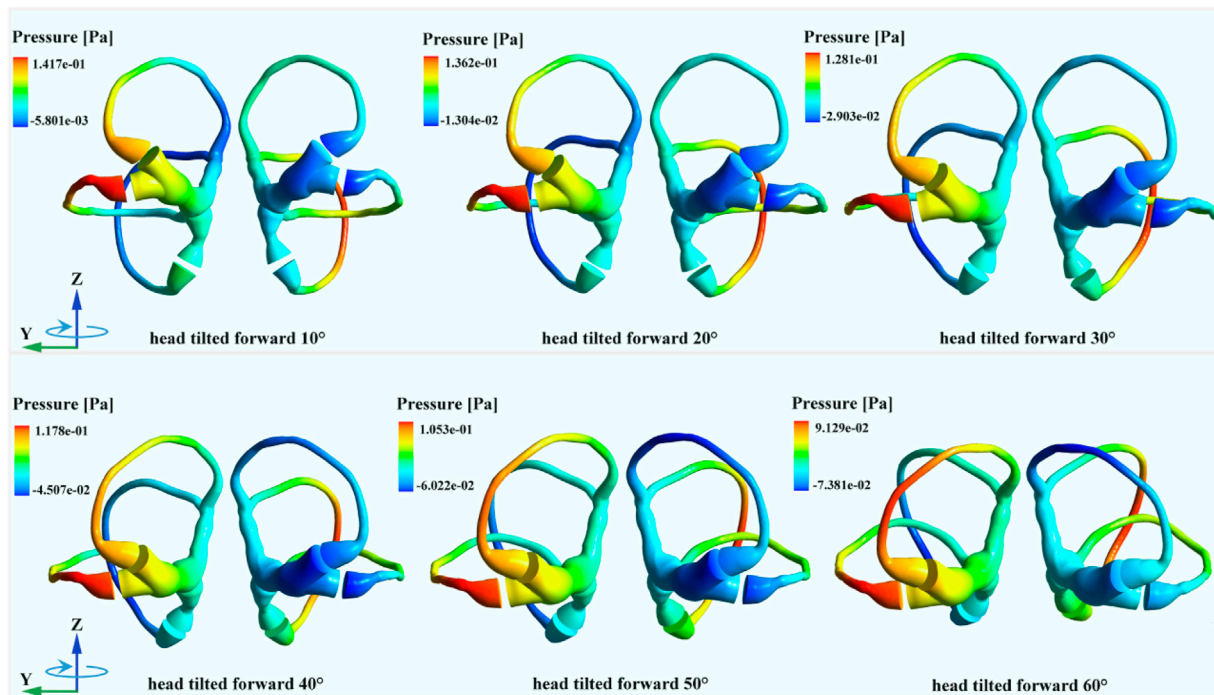 Pressure [Pa]
1.417e-01
-5.801e-03
Z
Y
head tilted forward 10°
Pressure [Pa]
1.362e-01
-1.304e-02
head tilted forward 20°
Pressure [Pa]
1.281e-01
-2.903e-02
head tilted forward 30°
Pressure [Pa]
1.178e-01
-4.507e-02
Z
Y
head tilted forward 40°
Pressure [Pa]
1.053e-01
-6.022e-02
head tilted forward 50°
Pressure [Pa]
9.129e-02
-7.381e-02
head tilted forward 60°